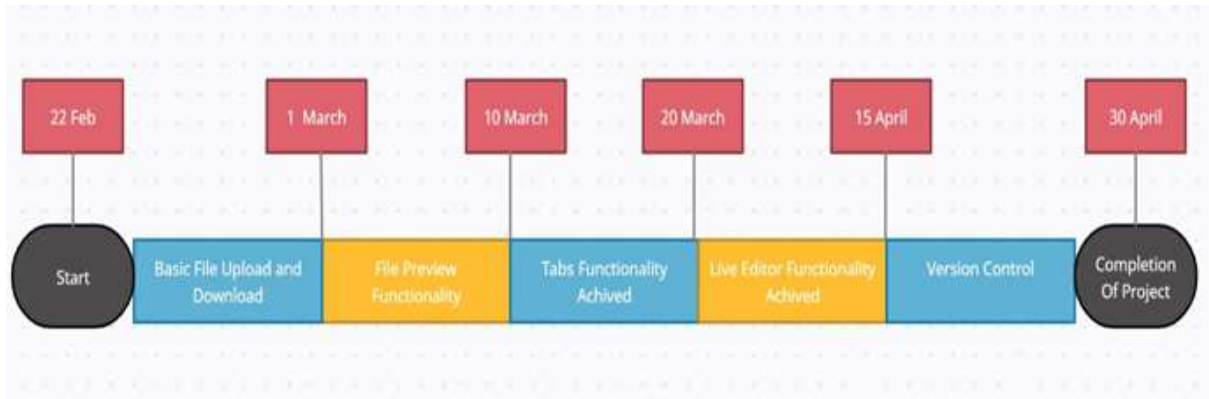 22 Feb
1 March
10 March
20 March
15 April
30 April
Start
Basic File Upload and
Download
File Preview
Functionality
Tabs Functionality
Achived
Live Editor Functionality
Achived
Version Control
Completion
Of Project